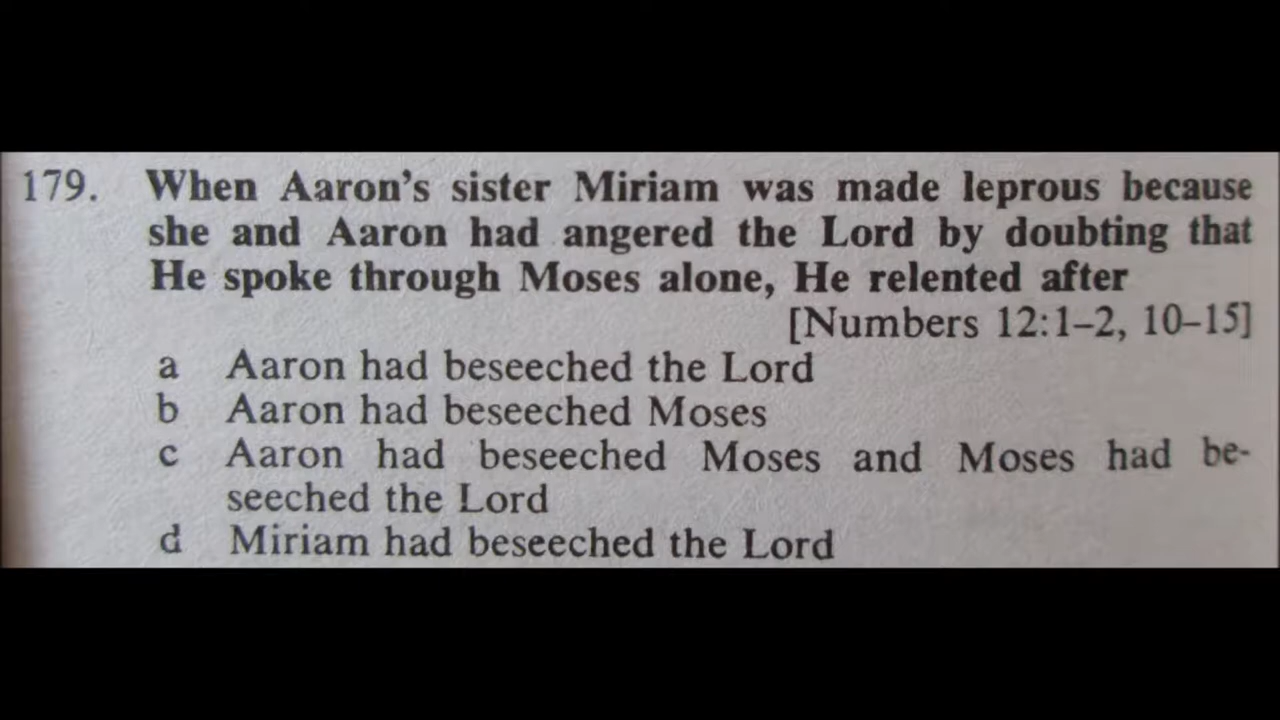 179. When Aaron's sister Miriam was made leprous because
she and Aaron had angered the Lord by doubting that
He spoke through Moses alone, He relented after
[Numbers 12:1–2, 10–15]
a Aaron had beseeched the Lord
b Aaron had beseeched Moses
c Aaron had beseeched Moses and Moses had be-
seeched the Lord
d Miriam had beseeched the Lord